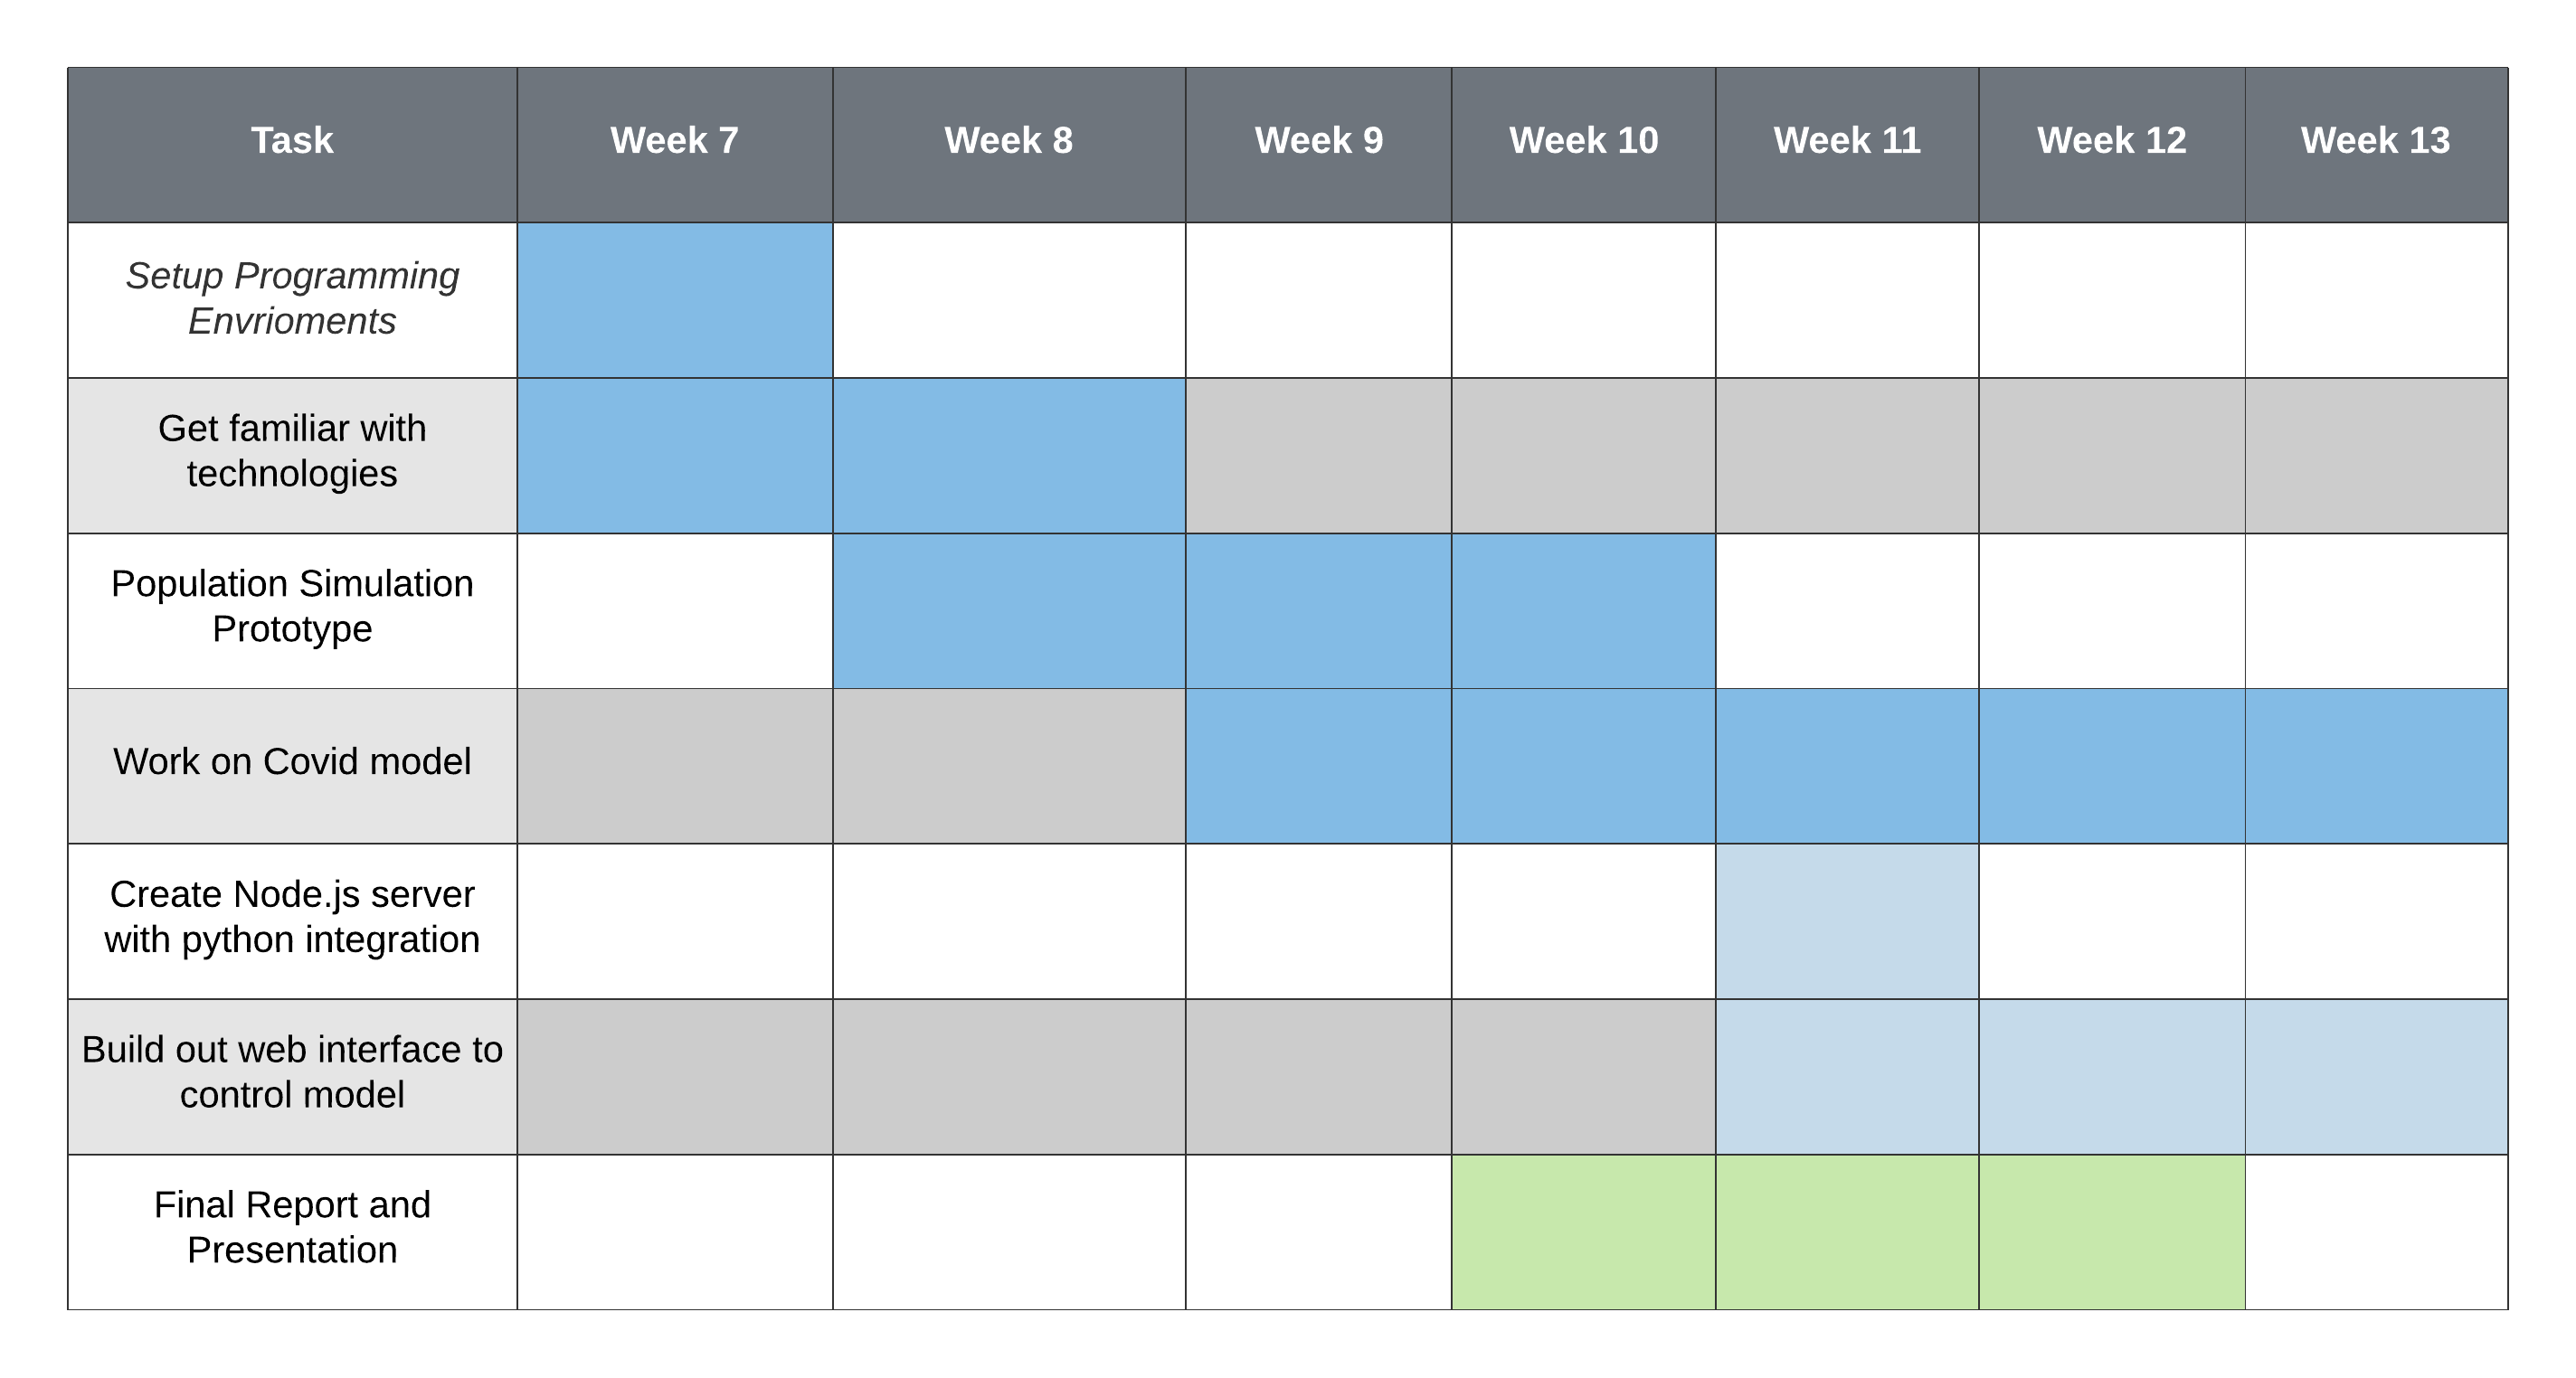 Task Week 7 Week 8 Week 9 Week 10 Week 11 Week 12 Week 13
Setup Programming
Envrioments
Get familiar with
technologies
Population Simulation
Prototype
Work on Covid model
Create Node.js server
with python integration
Build out web interface to
control model
Final Report and
Presentation